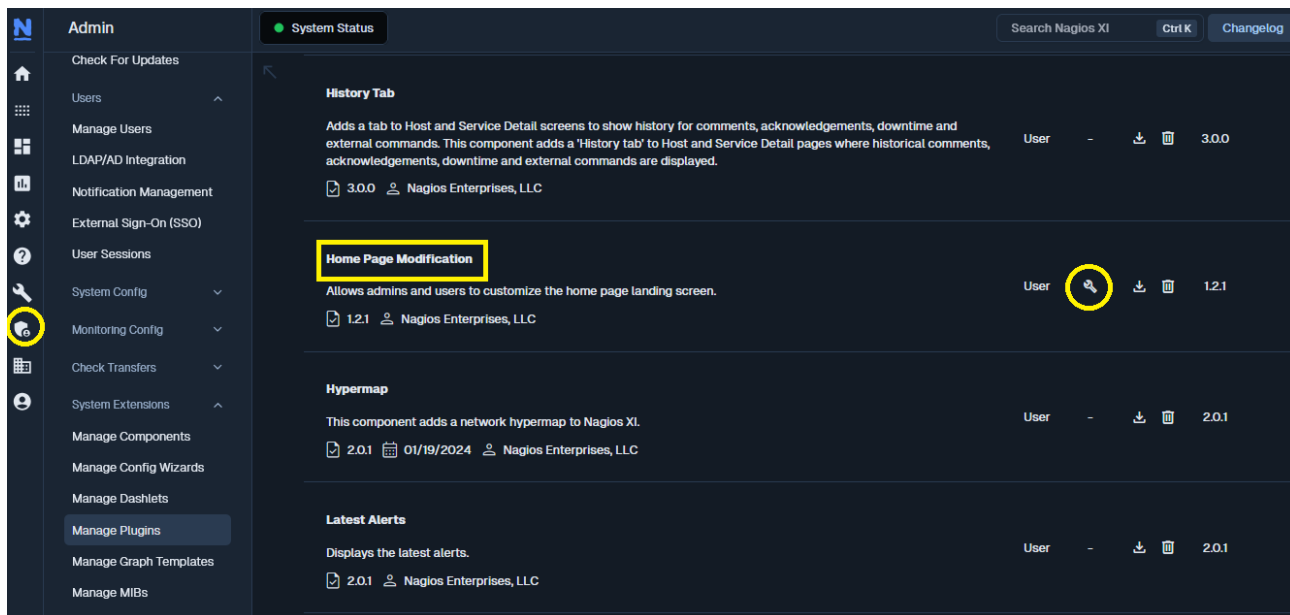 N
Admin
System Status
Search Nagios XI
Ctrl K
Changelog
Check For Updates
Users
Manage Users
LDAP/AD Integration
Notification Management
External Sign-On (SSO)
User Sessions
System Config
Monitoring Config
Check Transfers
System Extensions
Manage Components
Manage Config Wizards
Manage Dashlets
Manage Plugins
Manage Graph Templates
Manage MIBs
History Tab
Adds a tab to Host and Service Detail screens to show history for comments, acknowledgements, downtime and
external commands. This component adds a 'History tab' to Host and Service Detail pages where historical comments,
acknowledgements, downtime and external commands are displayed.
User - 3.0.0
3.0.0 Nagios Enterprises, LLC
Home Page Modification
Allows admins and users to customize the home page landing screen.
User 1.2.1
1.2.1 Nagios Enterprises, LLC
Hypermap
This component adds a network hypermap to Nagios XI.
User - 2.0.1
2.0.1 01/19/2024 Nagios Enterprises, LLC
Latest Alerts
Displays the latest alerts.
User - 2.0.1
2.0.1 Nagios Enterprises, LLC